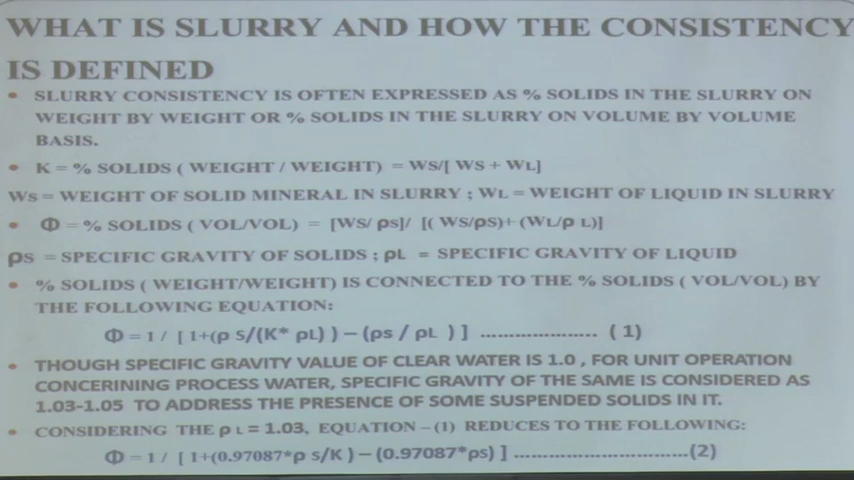 WHAT IS SLURRY AND HOW THE CONSISTENCY
IS DEFINED
• SLURRY CONSISTENCY IS OFTEN EXPRESSED AS % SOLIDS IN THE SLURRY ON
WEIGHT BY WEIGHT OR % SOLIDS IN THE SLURRY ON VOLUME BY VOLUME
BASIS.
• K = % SOLIDS ( WEIGHT / WEIGHT) = WS/[ WS + WL]
WS = WEIGHT OF SOLID MINERAL IN SLURRY ; WL = WEIGHT OF LIQUID IN SLURRY
• Φ = % SOLIDS ( VOL/VOL) = [WS/ ρS]/ [( WS/ρS)+ (WL/ρ L)]
ρS = SPECIFIC GRAVITY OF SOLIDS ; ρL = SPECIFIC GRAVITY OF LIQUID
• % SOLIDS ( WEIGHT/WEIGHT) IS CONNECTED TO THE % SOLIDS ( VOL/VOL) BY
THE FOLLOWING EQUATION:
Φ = 1 / [ 1+(ρ S/(K* ρL) ) – (ρs / ρL ) ] ...................... ( 1)
• THOUGH SPECIFIC GRAVITY VALUE OF CLEAR WATER IS 1.0 , FOR UNIT OPERATION
CONCERINING PROCESS WATER, SPECIFIC GRAVITY OF THE SAME IS CONSIDERED AS
1.03-1.05 TO ADDRESS THE PRESENCE OF SOME SUSPENDED SOLIDS IN IT.
• CONSIDERING THE ρ L = 1.03, EQUATION –(1) REDUCES TO THE FOLLOWING:
Φ = 1 / [ 1+(0.97087*ρ s/K ) – (0.97087*ρs) ] .................................(2)